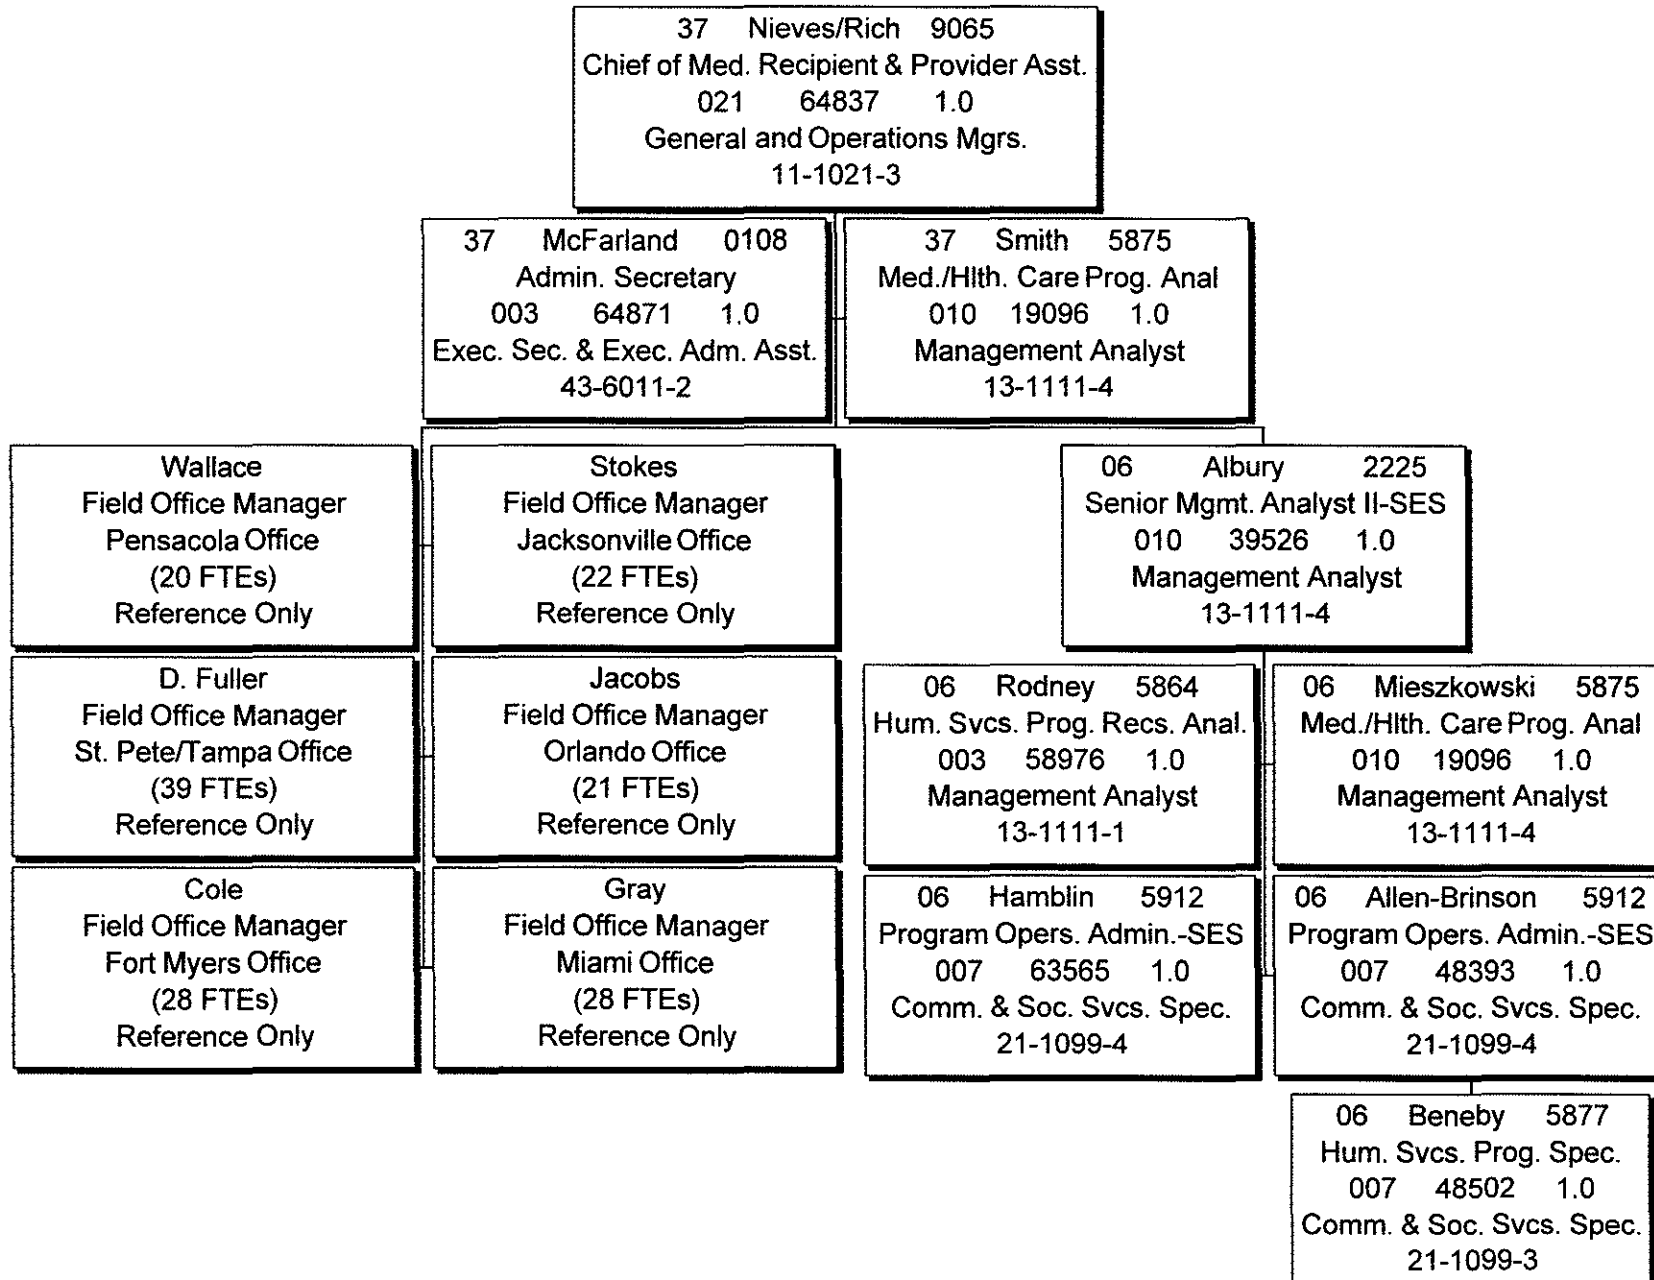 37 Nieves/Rich 9065
Chief of Med. Recipient & Provider Asst.
021 64837 1.0
General and Operations Mgrs.
11-1021-3
37 McFarland 0108
Admin. Secretary
003 64871 1.0
Exec. Sec. & Exec. Adm. Asst.
43-6011-2
37 Smith 5875
Med./Hlth. Care Prog. Anal
010 19096 1.0
Management Analyst
13-1111-4
Wallace
Field Office Manager
Pensacola Office
(20 FTEs)
Reference Only
Stokes
Field Office Manager
Jacksonville Office
(22 FTEs)
Reference Only
06 Albury 2225
Senior Mgmt. Analyst II-SES
010 39526 1.0
Management Analyst
13-1111-4
D. Fuller
Field Office Manager
St. Pete/Tampa Office
(39 FTEs)
Reference Only
Jacobs
Field Office Manager
Orlando Office
(21 FTEs)
Reference Only
06 Rodney 5864
Hum. Svcs. Prog. Recs. Anal.
003 58976 1.0
Management Analyst
13-1111-1
06 Mieszkowski 5875
Med./Hlth. Care Prog. Anal
010 19096 1.0
Management Analyst
13-1111-4
Cole
Field Office Manager
Fort Myers Office
(28 FTEs)
Reference Only
Gray
Field Office Manager
Miami Office
(28 FTEs)
Reference Only
06 Hamblin 5912
Program Opers. Admin.-SES
007 63565 1.0
Comm. & Soc. Svcs. Spec.
21-1099-4
06 Allen-Brinson 5912
Program Opers. Admin.-SES
007 48393 1.0
Comm. & Soc. Svcs. Spec.
21-1099-4
06 Beneby 5877
Hum. Svcs. Prog. Spec.
007 48502 1.0
Comm. & Soc. Svcs. Spec.
21-1099-3